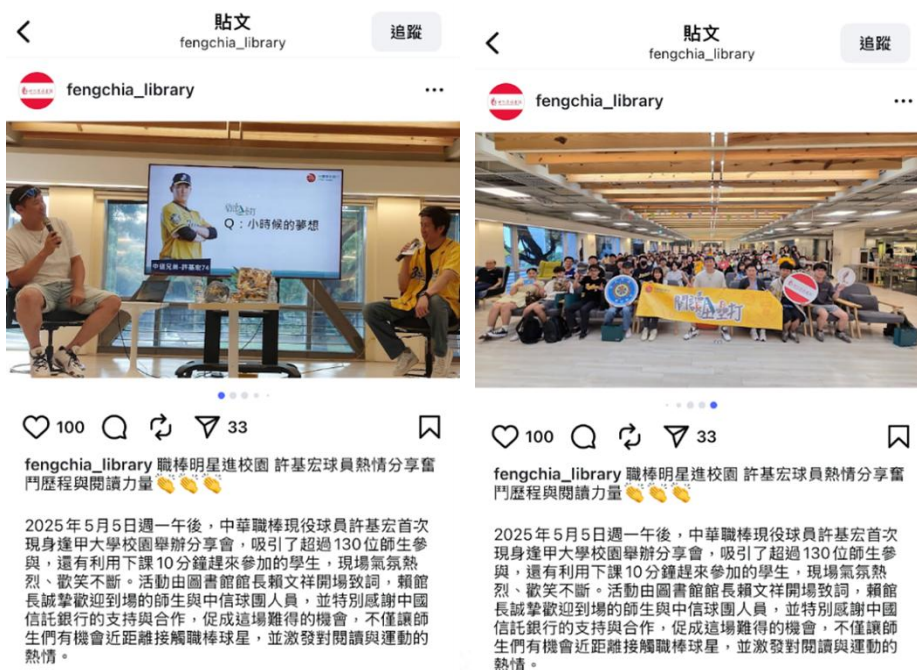 貼文
fengchia_library
追蹤
fengchia_library
Q：小時候的夢想
中信兄弟-許基宏74
100
33
fengchia_library 職棒明星進校園 許基宏球員熱情分享奮
鬥歷程與閱讀力量👏👏👏
2025年5月5日週一午後，中華職棒現役球員許基宏首次
現身逢甲大學校園舉辦分享會，吸引了超過130位師生參
與，還有利用下課10分鐘趕來參加的學生，現場氣氛熱
烈、歡笑不斷。活動由圖書館館長賴文祥開場致詞，賴館
長誠摯歡迎到場的師生與中信球團人員，並特別感謝中國
信託銀行的支持與合作，促成這場難得的機會，不僅讓師
生們有機會近距離接觸職棒球星，並激發對閱讀與運動的
熱情。
貼文
fengchia_library
追蹤
fengchia_library
100
33
fengchia_library 職棒明星進校園 許基宏球員熱情分享奮
鬥歷程與閱讀力量👏👏👏
2025年5月5日週一午後，中華職棒現役球員許基宏首次
現身逢甲大學校園舉辦分享會，吸引了超過130位師生參
與，還有利用下課10分鐘趕來參加的學生，現場氣氛熱
烈、歡笑不斷。活動由圖書館館長賴文祥開場致詞，賴館
長誠摯歡迎到場的師生與中信球團人員，並特別感謝中國
信託銀行的支持與合作，促成這場難得的機會，不僅讓師
生們有機會近距離接觸職棒球星，並激發對閱讀與運動的
熱情。